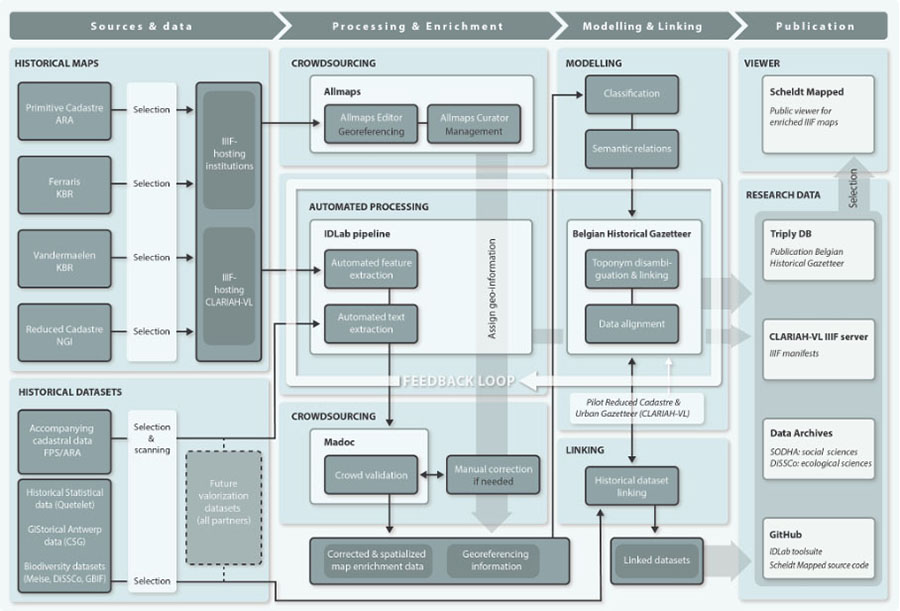 Sources & data
Processing & Enrichment
Modelling & Linking
Publication
HISTORICAL MAPS
Primitive Cadastre
ARA
Selection
Ferraris
KBR
Selection
Vandermaelen
KBR
Selection
Reduced Cadastre
NGI
Selection
IIIF-
hosting
institutions
IIIF-
hosting
CLARIAH-VL
HISTORICAL DATASETS
Accompanying
cadastral data
FPS/ARA
Selection
&
scanning
Historical Statistical
data (Quetelet)
GIStorical Antwerp
data (CSG)
Biodiversity datasets
(Meise, DiSSCo, GBIF)
Selection
Future
valorization
datasets
(all partners)
CROWDSOURCING
Allmaps
Allmaps Editor
Georeferencing
Allmaps Curator
Management
AUTOMATED PROCESSING
IDLab pipeline
Automated feature
extraction
Automated text
extraction
Assign geo-information
FEEDBACK LOOP
CROWDSOURCING
Madoc
Crowd validation
Manual correction
if needed
Corrected & spatialized
map enrichment data
Georeferencing
information
MODELLING
Classification
Semantic relations
Belgian Historical Gazetteer
Toponym disambi-
guation & linking
Data alignment
Pilot Reduced Cadastre &
Urban Gazetteer (CLARIAH-VL)
LINKING
Historical dataset
linking
Linked datasets
VIEWER
Scheldt Mapped
Public viewer for
enriched IIIF maps
Selection
RESEARCH DATA
Triply DB
Publication Belgian
Historical Gazetteer
CLARIAH-VL IIIF server
IIIF manifests
Data Archives
SODHA: social sciences
DiSSCo: ecological sciences
GitHub
IDLab toolsuite
Scheldt Mapped source code